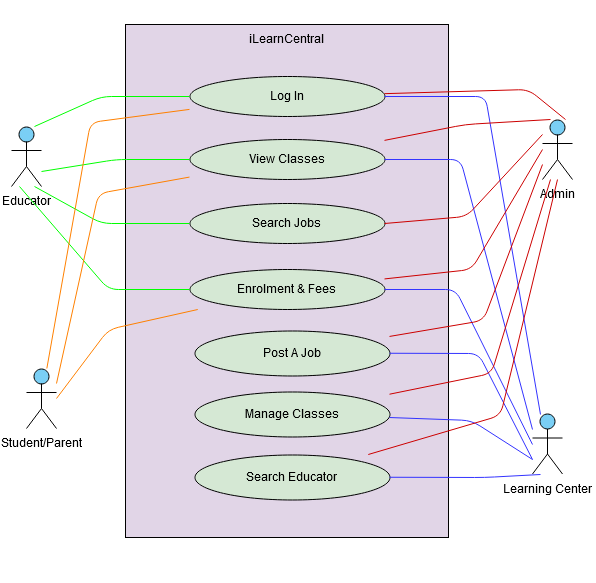 iLearnCentral
Log In
View Classes
Educator
Admin
Search Jobs
Enrolment & Fees
Post A Job
Manage Classes
Student/Parent
Search Educator
Learning Center